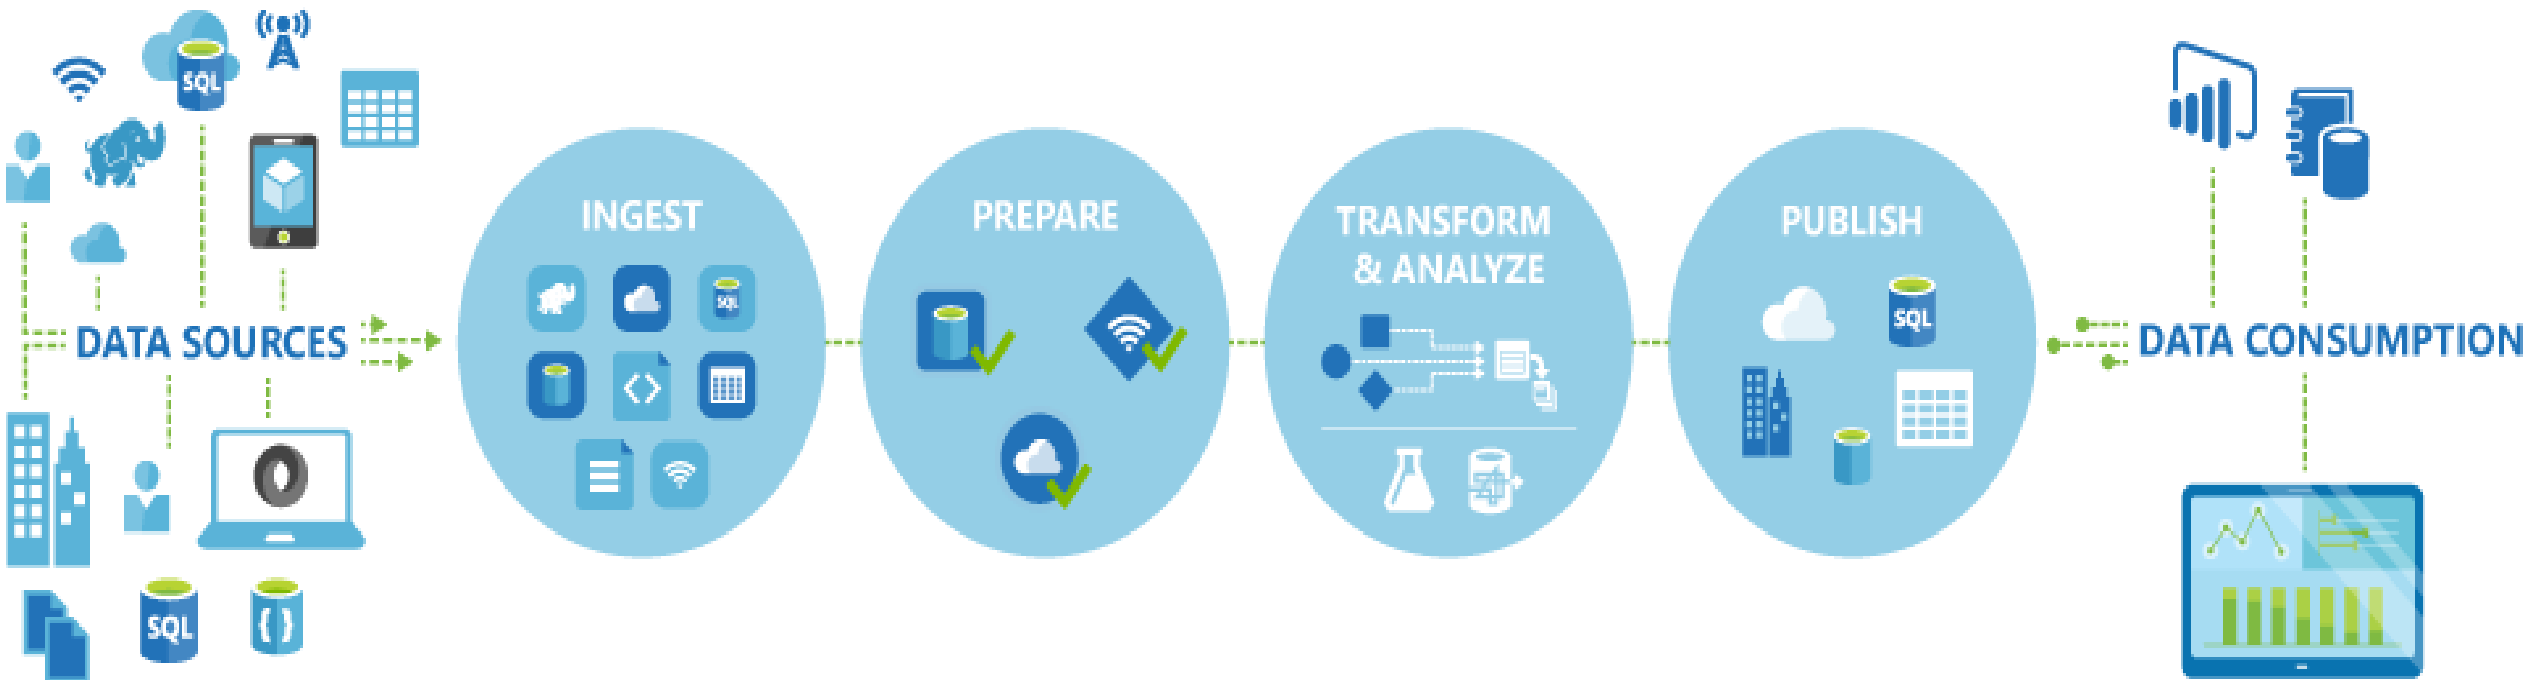 SQL
DATA SOURCES
SQL
INGEST
SQL
PREPARE
TRANSFORM
& ANALYZE
PUBLISH
SQL
DATA CONSUMPTION